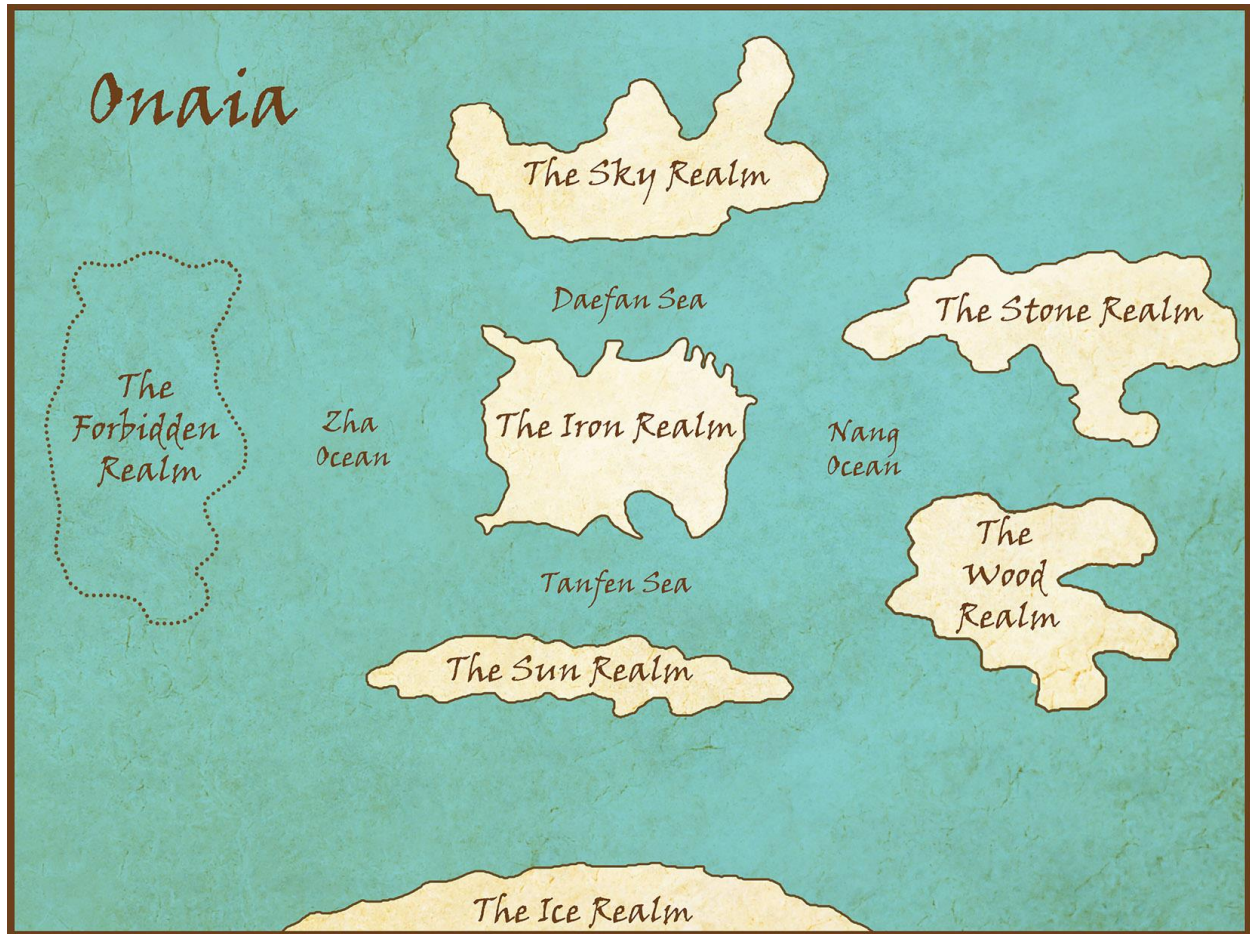 Onaia
The Sky Realm
Daefan Sea
The Stone Realm
The
Forbidden
Realm
Zha
Ocean
The Iron Realm
Nang
Ocean
The
Wood
Realm
Tanfen Sea
The Sun Realm
The Ice Realm